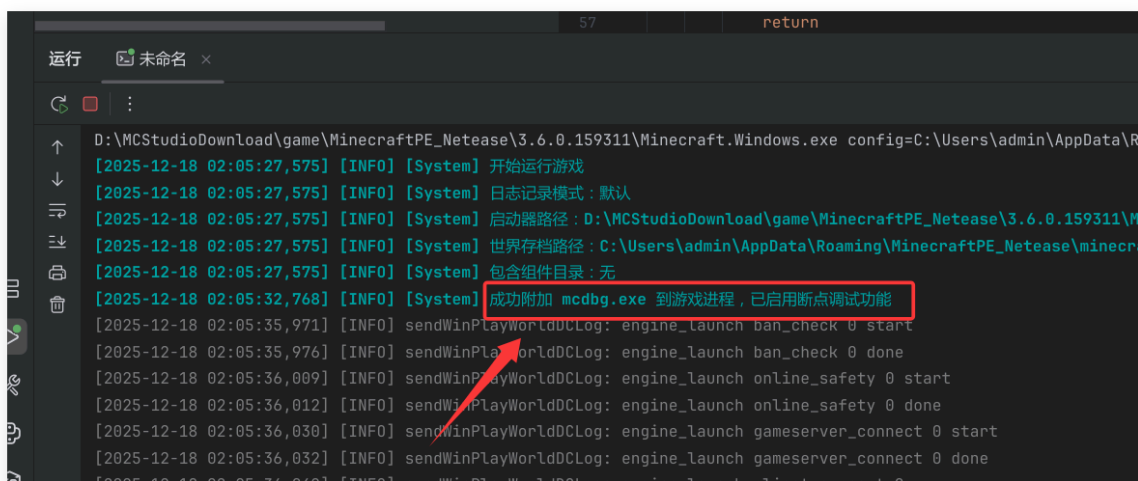 57 return
运行 未命名 ×
D:\MCStudioDownload\game\MinecraftPE_Netease\3.6.0.159311\Minecraft.Windows.exe config=C:\Users\admin\AppData\R
[2025-12-18 02:05:27,575] [INFO] [System] 开始运行游戏
[2025-12-18 02:05:27,575] [INFO] [System] 日志记录模式：默认
[2025-12-18 02:05:27,575] [INFO] [System] 启动器路径：D:\MCStudioDownload\game\MinecraftPE_Netease\3.6.0.159311\M
[2025-12-18 02:05:27,575] [INFO] [System] 世界存档路径：C:\Users\admin\AppData\Roaming\MinecraftPE_Netease\minecr
[2025-12-18 02:05:27,575] [INFO] [System] 包含组件目录：无
[2025-12-18 02:05:32,768] [INFO] [System] 成功附加 mcdbg.exe 到游戏进程，已启用断点调试功能
[2025-12-18 02:05:35,971] [INFO] sendWinPlayWorldDCLog: engine_launch ban_check 0 start
[2025-12-18 02:05:35,976] [INFO] sendWinPlayWorldDCLog: engine_launch ban_check 0 done
[2025-12-18 02:05:36,009] [INFO] sendWinPlayWorldDCLog: engine_launch online_safety 0 start
[2025-12-18 02:05:36,012] [INFO] sendWinPlayWorldDCLog: engine_launch online_safety 0 done
[2025-12-18 02:05:36,030] [INFO] sendWinPlayWorldDCLog: engine_launch gameserver_connect 0 start
[2025-12-18 02:05:36,032] [INFO] sendWinPlayWorldDCLog: engine_launch gameserver_connect 0 done